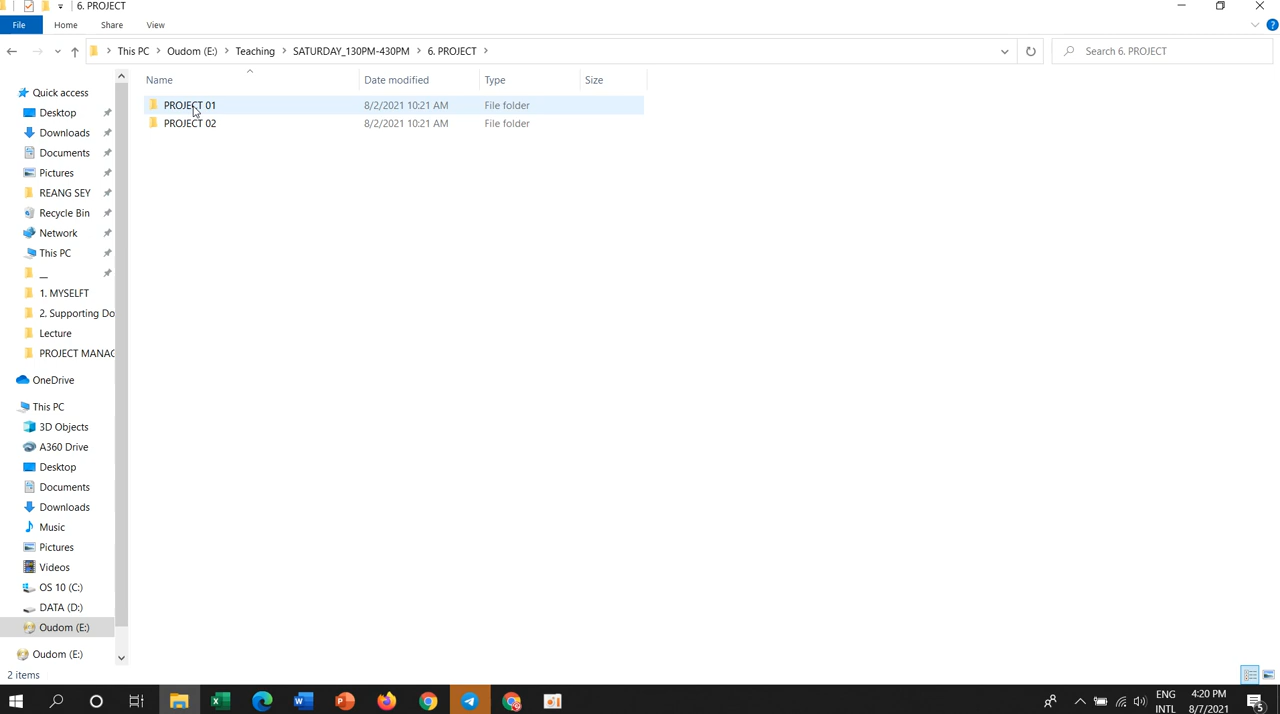 6. PROJECT
File Home Share View
This PC Oudom (E:) Teaching SATURDAY_130PM-430PM 6. PROJECT
Search 6. PROJECT
Name Date modified Type Size
PROJECT 01 8/2/2021 10:21 AM File folder
PROJECT 02 8/2/2021 10:21 AM File folder
Quick access
Desktop
Downloads
Documents
Pictures
REANG SEY
Recycle Bin
Network
This PC
__
1. MYSELFT
2. Supporting Do
Lecture
PROJECT MANAG
OneDrive
This PC
3D Objects
A360 Drive
Desktop
Documents
Downloads
Music
Pictures
Videos
OS 10 (C:)
DATA (D:)
Oudom (E:)
Oudom (E:)
2 items
ENG 4:20 PM
INTL 8/7/2021
5